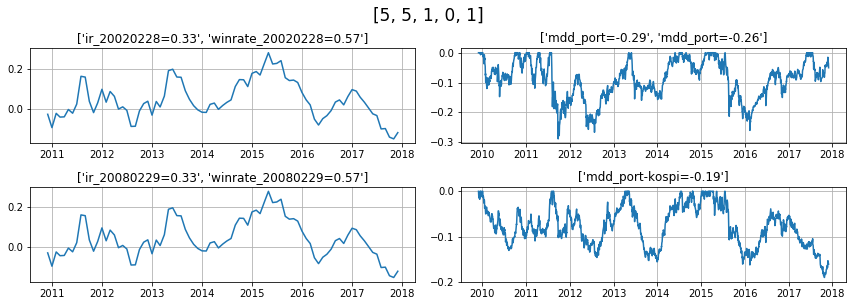 [5, 5, 1, 0, 1]
['ir_20020228=0.33', 'winrate_20020228=0.57']
0.2
0.0
2011 2012 2013 2014 2015 2016 2017 2018
['mdd_port=-0.29', 'mdd_port=-0.26']
0.0
−0.1
−0.2
−0.3
2010 2011 2012 2013 2014 2015 2016 2017 2018
['ir_20080229=0.33', 'winrate_20080229=0.57']
0.2
0.0
2011 2012 2013 2014 2015 2016 2017 2018
['mdd_port-kospi=-0.19']
0.0
−0.1
−0.2
2010 2011 2012 2013 2014 2015 2016 2017 2018